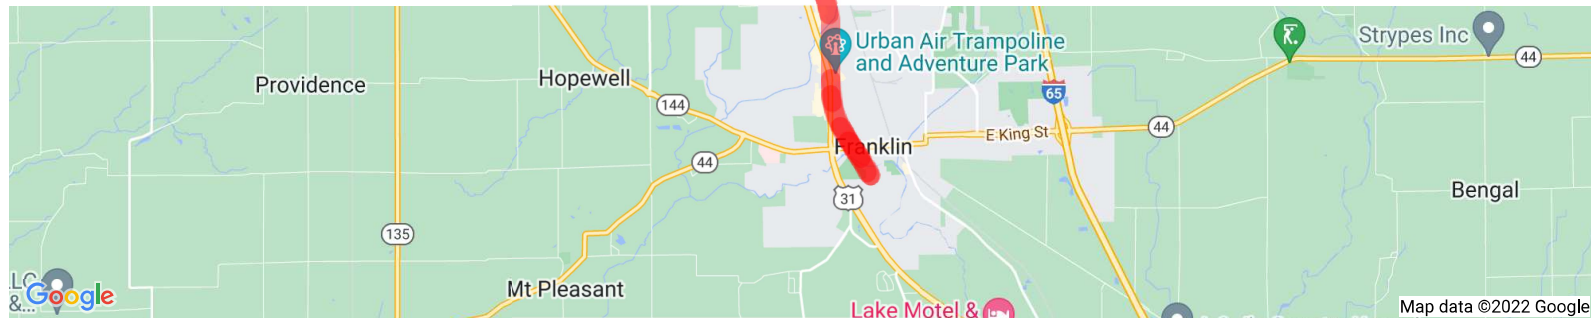 Urban Air Trampoline
and Adventure Park
Strypes Inc
44
Providence
Hopewell
65
144
E King St
44
Franklin
44
31
Bengal
135
LLC
&...
Google
Mt Pleasant
Lake Motel &
Map data ©2022 Google